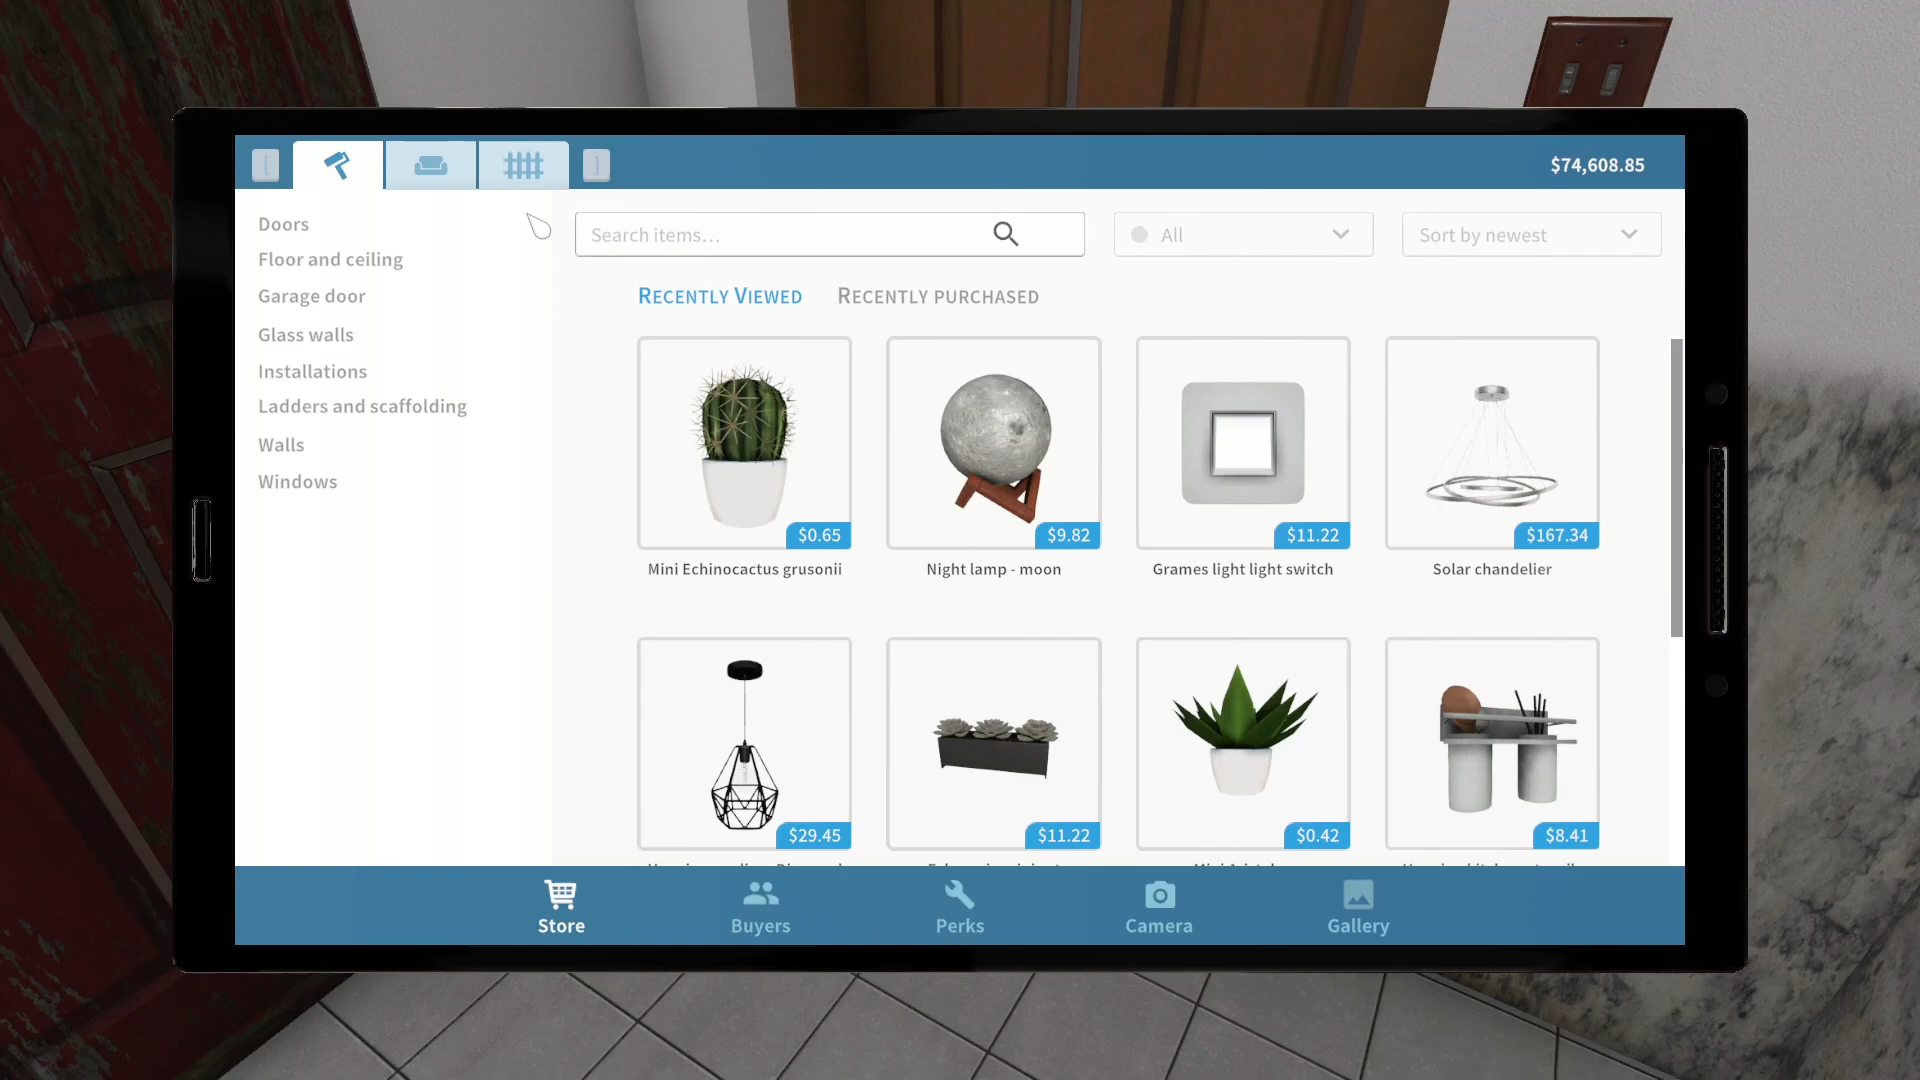 [
]
$74,608.85
Doors
Floor and ceiling
Garage door
Glass walls
Installations
Ladders and scaffolding
Walls
Windows
Search items...
All
Sort by newest
RECENTLY VIEWED
RECENTLY PURCHASED
$0.65
$9.82
$11.22
$167.34
Mini Echinocactus grusonii
Night lamp - moon
Grames light light switch
Solar chandelier
$29.45
$11.22
$0.42
$8.41
Store
Buyers
Perks
Camera
Gallery